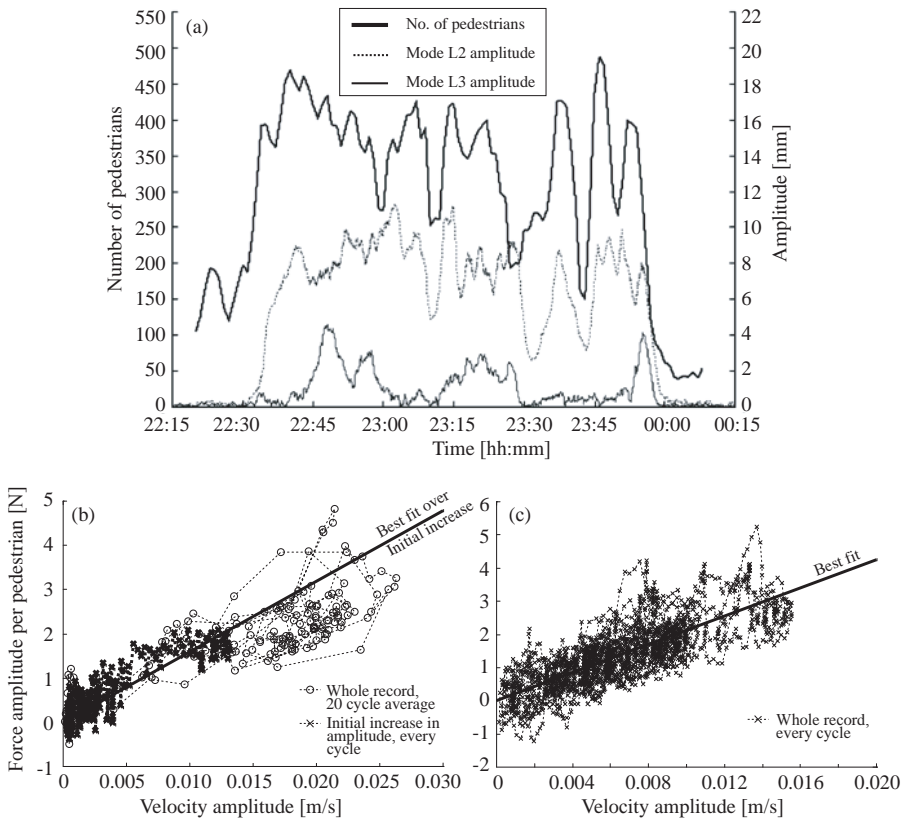 (a)
No. of pedestrians
Mode L2 amplitude
Mode L3 amplitude
Number of pedestrians
550
500
450
400
350
300
250
200
150
100
50
0
22
20
18
16
14
12
10
8
6
4
2
0
Amplitude [mm]
22:15 22:30 22:45 23:00 23:15 23:30 23:45 00:00 00:15
Time [hh:mm]
(b)
Force amplitude per pedestrian [N]
5
4
3
2
1
0
-1
Best fit over
Initial increase
Whole record,
20 cycle average
Initial increase in
amplitude, every
cycle
0 0.005 0.010 0.015 0.020 0.025 0.030
Velocity amplitude [m/s]
(c)
6
5
4
3
2
1
0
-1
-2
Best fit
Whole record,
every cycle
0 0.004 0.008 0.012 0.016 0.020
Velocity amplitude [m/s]